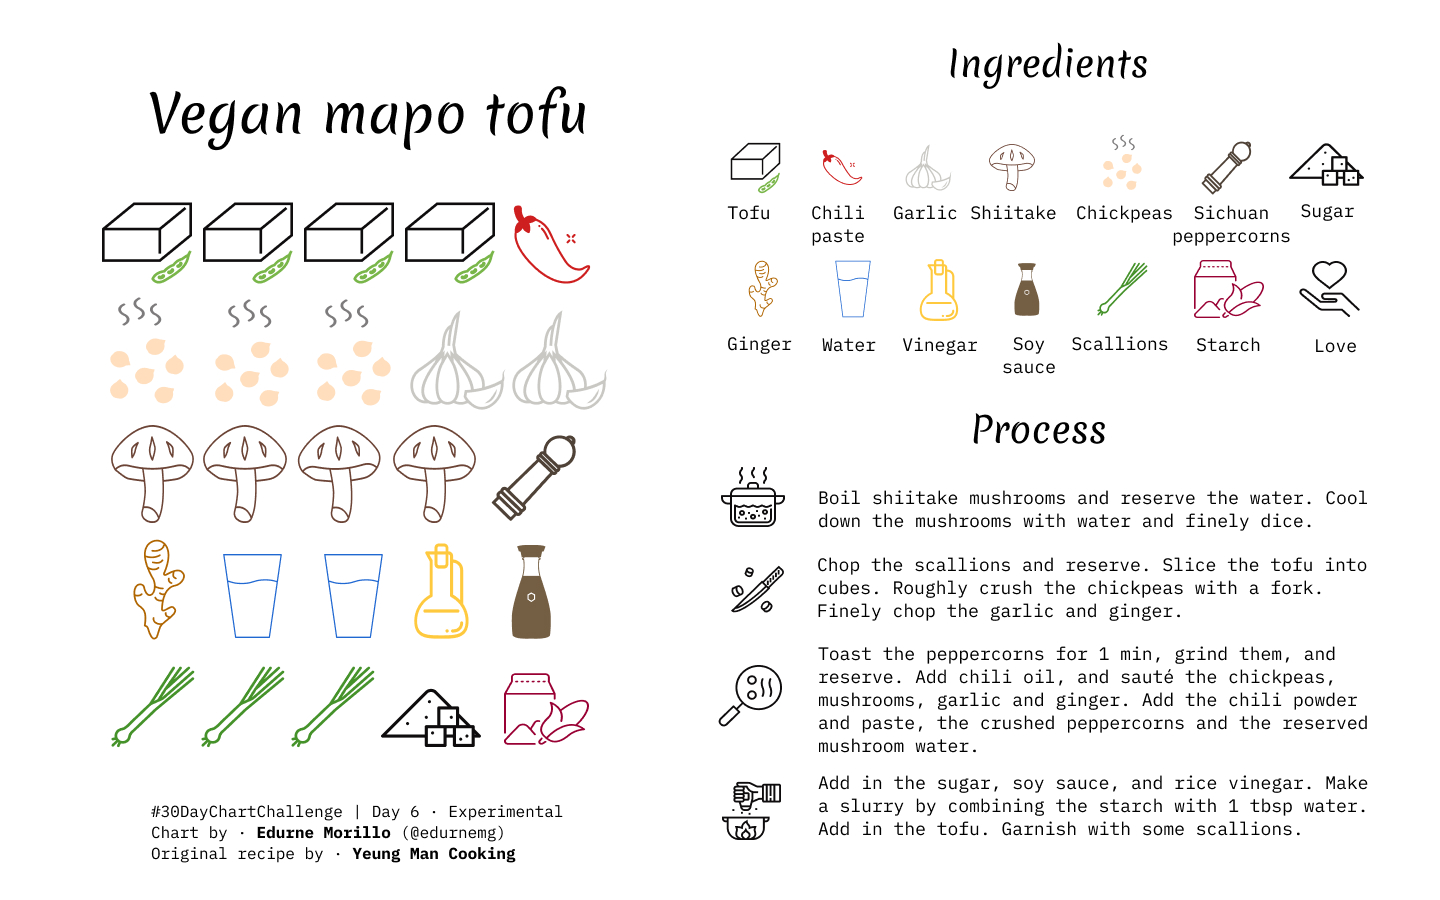 Vegan mapo tofu
#30DayChartChallenge | Day 6 · Experimental
Chart by · Edurne Morillo (@edurnemg)
Original recipe by · Yeung Man Cooking
Ingredients
Tofu
Chili
paste
Garlic
Shiitake
Chickpeas
Sichuan
peppercorns
Sugar
Ginger
Water
Vinegar
Soy
sauce
Scallions
Starch
Love
Process
Boil shiitake mushrooms and reserve the water. Cool
down the mushrooms with water and finely dice.
Chop the scallions and reserve. Slice the tofu into
cubes. Roughly crush the chickpeas with a fork.
Finely chop the garlic and ginger.
Toast the peppercorns for 1 min, grind them, and
reserve. Add chili oil, and sauté the chickpeas,
mushrooms, garlic and ginger. Add the chili powder
and paste, the crushed peppercorns and the reserved
mushroom water.
Add in the sugar, soy sauce, and rice vinegar. Make
a slurry by combining the starch with 1 tbsp water.
Add in the tofu. Garnish with some scallions.